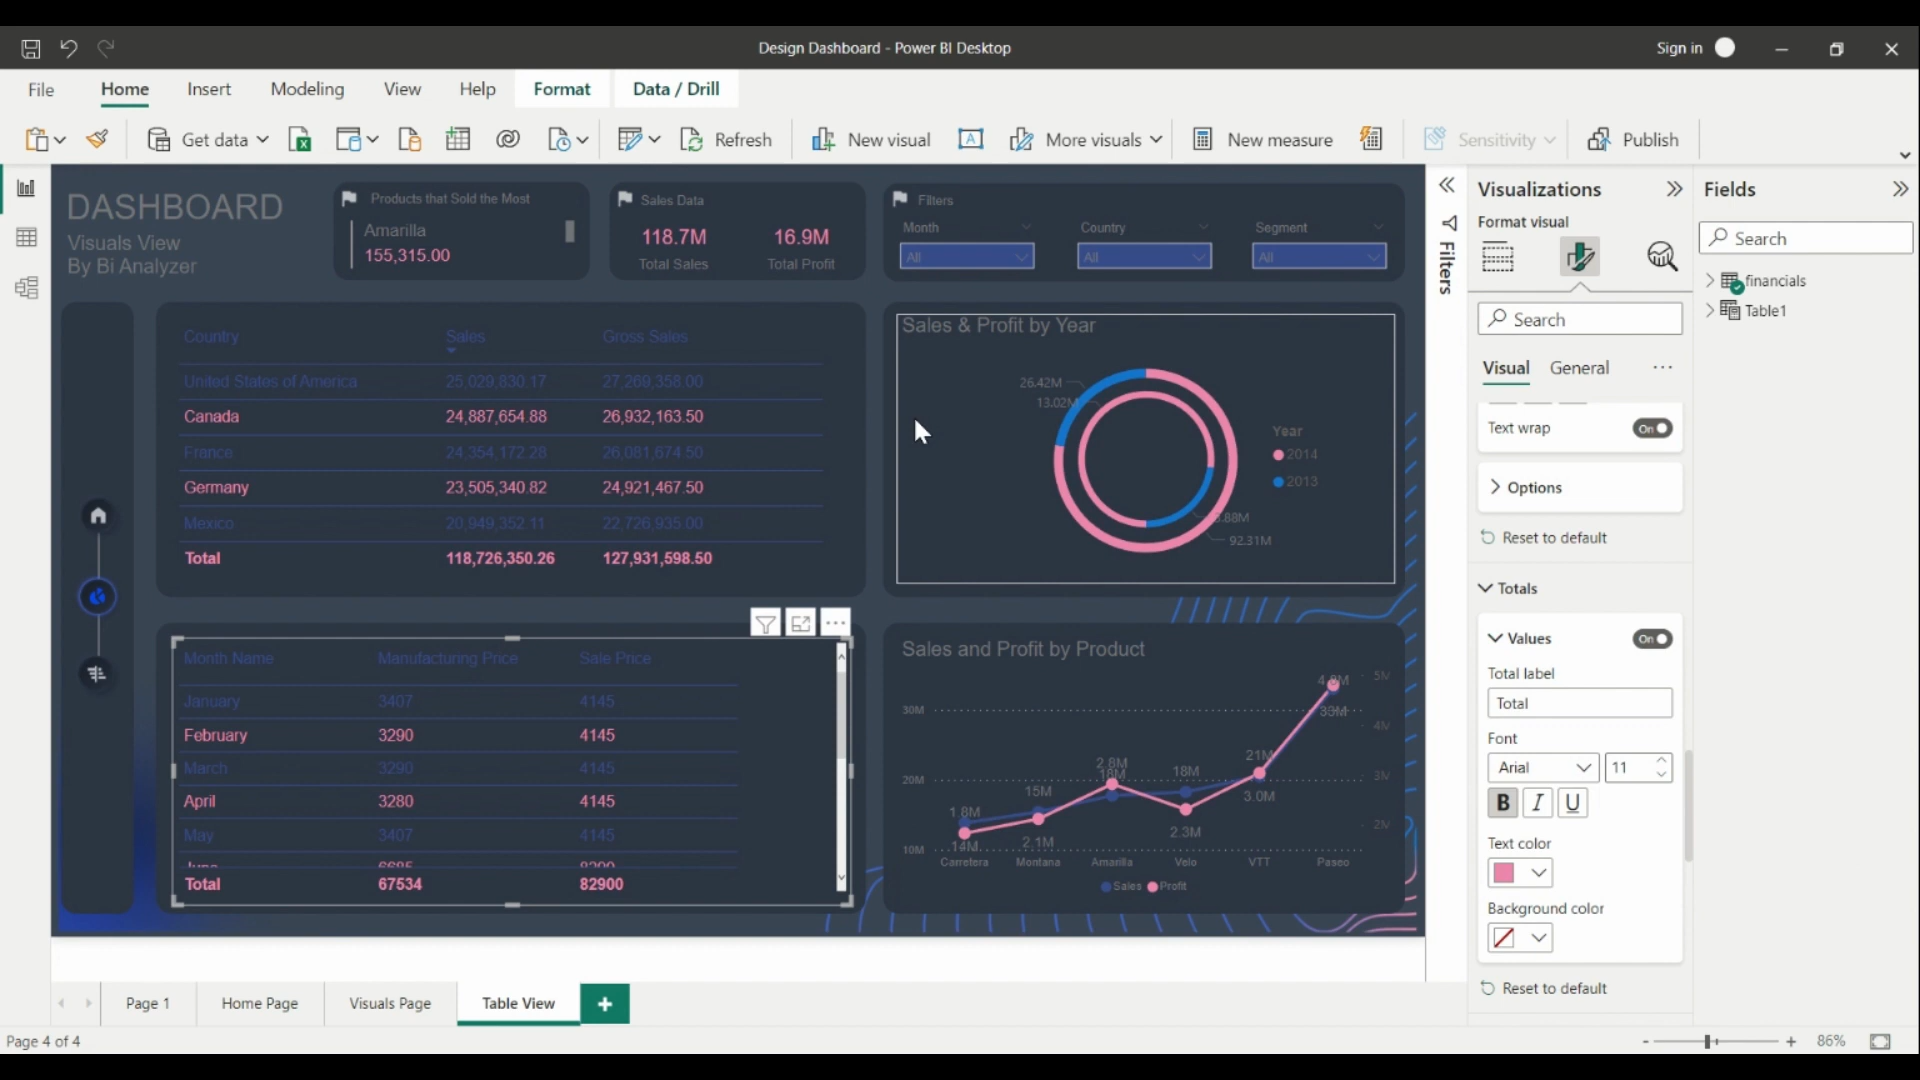 Design Dashboard - Power BI Desktop
Sign in
File
Home
Insert
Modeling
View
Help
Format
Data / Drill
Get data
Refresh
New visual
More visuals
New measure
Sensitivity
Publish
DASHBOARD
Visuals View
By Bi Analyzer
Products that Sold the Most
Amarilla
155,315.00
Sales Data
118.7M
16.9M
Total Sales
Total Profit
Filters
Month
Country
Segment
All
All
All
Country Sales Gross Sales
United States of America 25,029,830.17 27,269,358.00
Canada 24,887,654.88 26,932,163.50
France 24,354,172.28 26,081,674.50
Germany 23,505,340.82 24,921,467.50
Mexico 20,949,352.11 22,726,935.00
Total 118,726,350.26 127,931,598.50
Sales & Profit by Year
26.42M
13.02M
.88M
92.31M
Year
2014
2013
Month Name Manufacturing Price Sale Price
January 3407 4145
February 3290 4145
March 3290 4145
April 3280 4145
May 3407 4145
Total 67534 82900
Sales and Profit by Product
30M
20M
10M
5M
4M
3M
2M
1.8M
14M
15M
2.1M
2.8M
18M
18M
2.3M
21M
3.0M
33M
Carretera
Montana
Amarilla
Velo
VTT
Paseo
Sales
Profit
Filters
Visualizations
Format visual
Search
Visual
General
Text wrap
On
Options
Reset to default
Totals
Values
On
Total label
Total
Font
Arial
11
B
I
U
Text color
Background color
Reset to default
Fields
Search
financials
Table1
Page 1
Home Page
Visuals Page
Table View
Page 4 of 4
86%